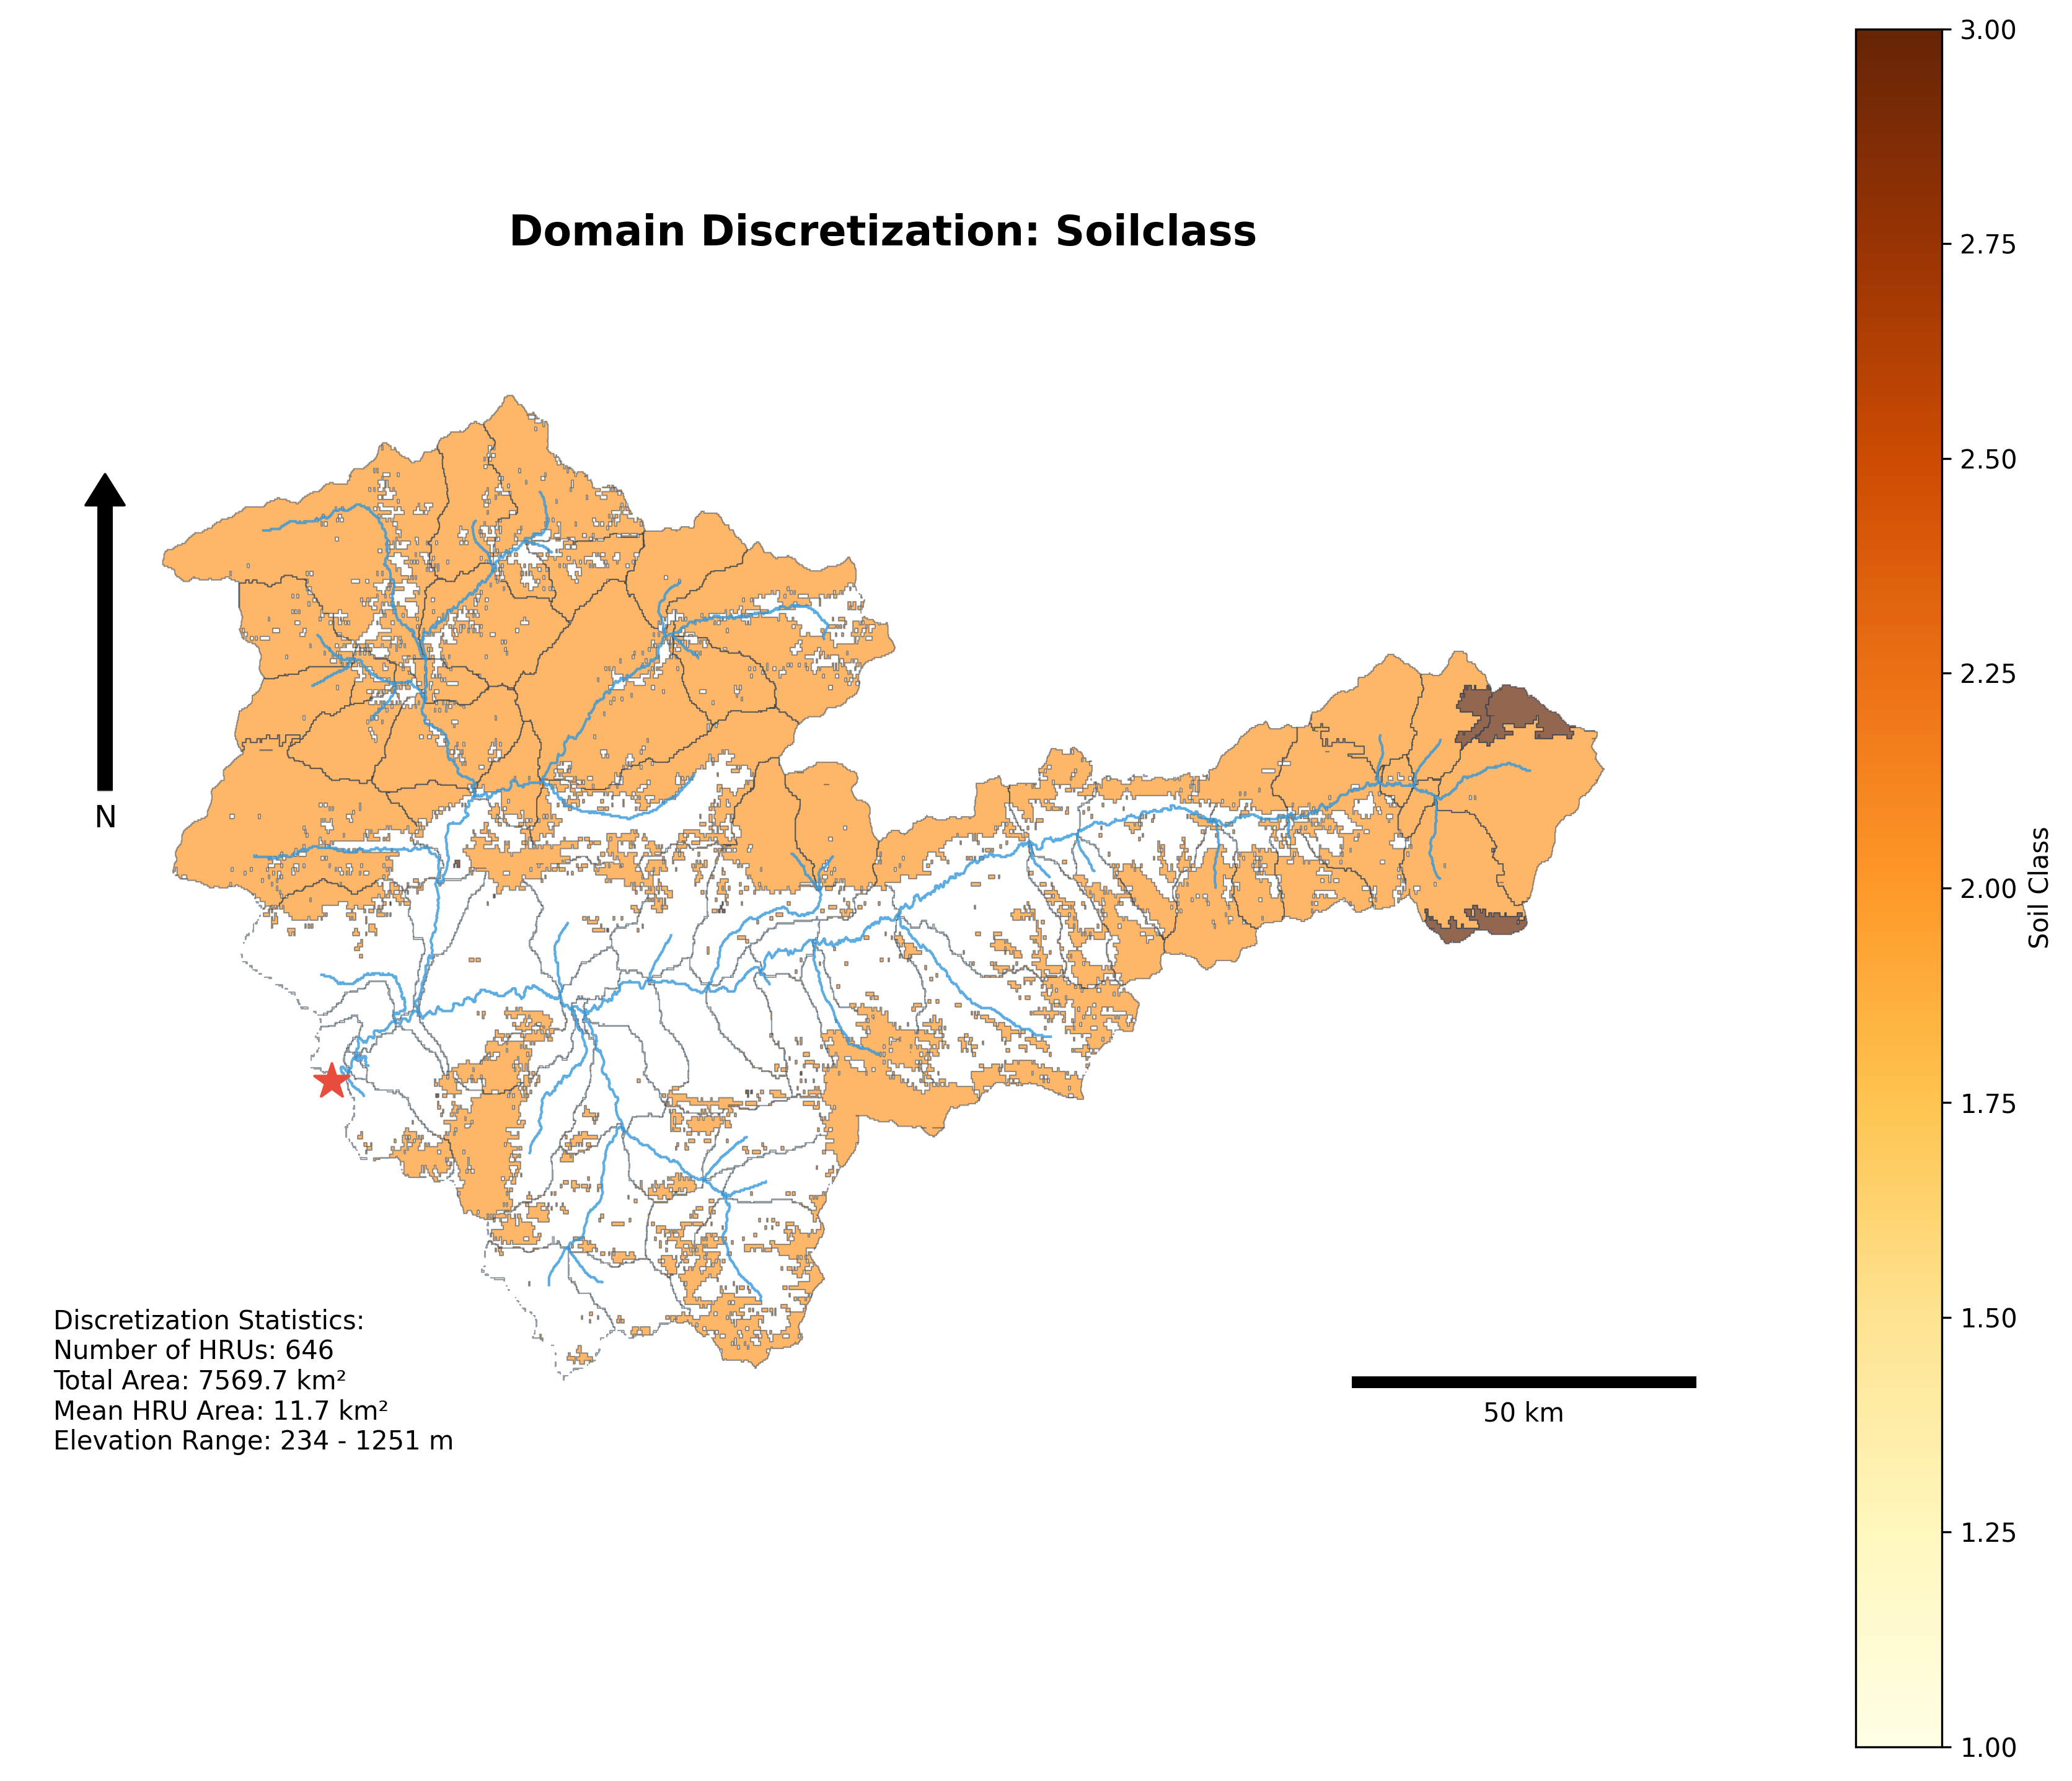 Domain Discretization: Soilclass
N
Discretization Statistics:
Number of HRUs: 646
Total Area: 7569.7 km²
Mean HRU Area: 11.7 km²
Elevation Range: 234 - 1251 m
50 km
3.00
2.75
2.50
2.25
2.00
1.75
1.50
1.25
1.00
Soil Class